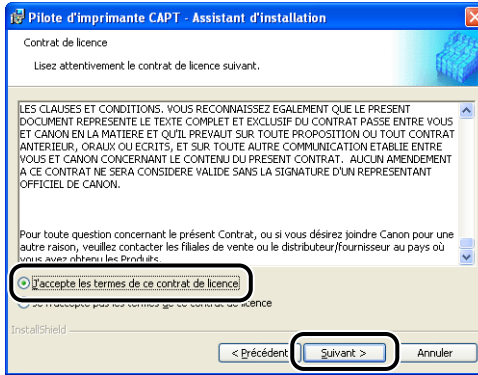 Pilote d'imprimante CAPT - Assistant d'installation
Contrat de licence
Lisez attentivement le contrat de licence suivant.
LES CLAUSES ET CONDITIONS. VOUS RECONNAISSEZ EGALEMENT QUE LE PRESENT
DOCUMENT REPRESENTE LE TEXTE COMPLET ET EXCLUSIF DU CONTRAT PASSE ENTRE VOUS
ET CANON EN LA MATIERE ET QU'IL PREVAUT SUR TOUTE PROPOSITION OU TOUT CONTRAT
ANTERIEUR, ORAUX OU ECRITS, ET SUR TOUTE AUTRE COMMUNICATION ETABLIE ENTRE
VOUS ET CANON CONCERNANT LE CONTENU DU PRESENT CONTRAT. AUCUN AMENDEMENT
A CE CONTRAT NE SERA CONSIDERE VALIDE SANS LA SIGNATURE D'UN REPRESENTANT
OFFICIEL DE CANON.
Pour toute question concernant le présent Contrat, ou si vous désirez joindre Canon pour une
autre raison, veuillez contacter les filiales de vente ou le distributeur/fournisseur au pays où
vous avez obtenu les Produits.
J'accepte les termes de ce contrat de licence
Je n'accepte pas les termes de ce contrat de licence
InstallShield
< Précédent
Suivant >
Annuler